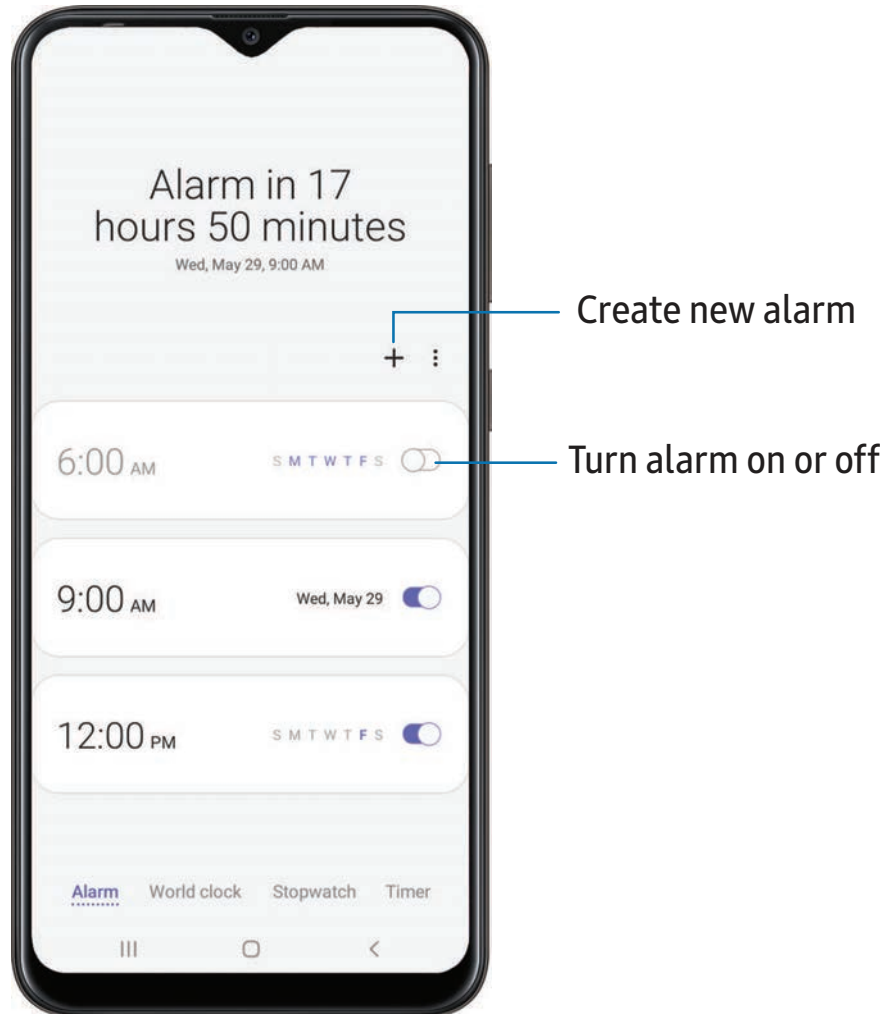 Alarm in 17
hours 50 minutes
Wed, May 29, 9:00 AM
Create new alarm
6:00 AM S M T W T F S
Turn alarm on or off
9:00 AM Wed, May 29
12:00 PM S M T W T F S
Alarm World clock Stopwatch Timer